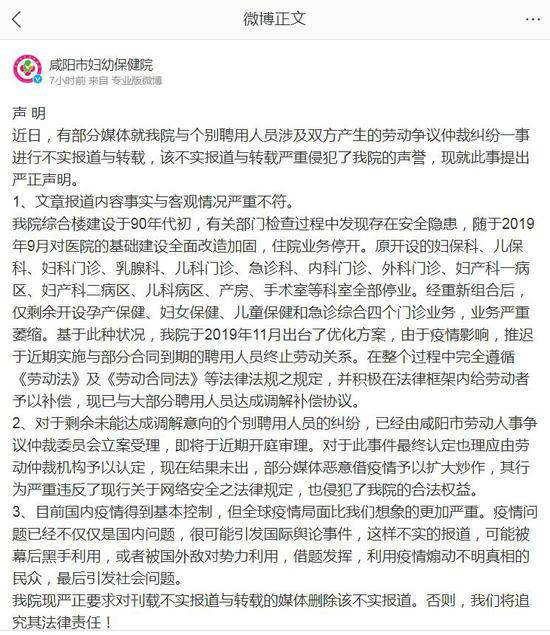 微博正文
咸阳市妇幼保健院
7小时前 来自 专业版微博
声 明
近日，有部分媒体就我院与个别聘用人员涉及双方产生的劳动争议仲裁纠纷一事
进行不实报道与转载，该不实报道与转载严重侵犯了我院的声誉，现就此事提出
严正声明。
1、文章报道内容事实与客观情况严重不符。
我院综合楼建设于90年代初，有关部门检查过程中发现存在安全隐患，随于2019
年9月对医院的基础建设全面改造加固，住院业务停开。原开设的妇保科、儿保
科、妇科门诊、乳腺科、儿科门诊、急诊科、内科门诊、外科门诊、妇产科一病
区、妇产科二病区、儿科病区、产房、手术室等科室全部停业。经重新组合后，
仅剩余开设孕产保健、妇女保健、儿童保健和急诊综合四个门诊业务，业务严重
萎缩。基于此种状况，我院于2019年11月出台了优化方案，由于疫情影响，推迟
于近期实施与部分合同到期的聘用人员终止劳动关系。在整个过程中完全遵循
《劳动法》及《劳动合同法》等法律法规之规定，并积极在法律框架内给劳动者
予以补偿，现已与大部分聘用人员达成调解补偿协议。
2、对于剩余未能达成调解意向的个别聘用人员的纠纷，已经由咸阳市劳动人事争
议仲裁委员会立案受理，即将于近期开庭审理。对于此事件最终认定也理应由劳
动仲裁机构予以认定，现在结果未出，部分媒体恶意借疫情予以扩大炒作，其行
为严重违反了现行关于网络安全之法律规定，也侵犯了我院的合法权益。
3、目前国内疫情得到基本控制，但全球疫情局面比我们想象的更加严重。疫情问
题已经不仅仅是国内问题，很可能引发国际舆论事件，这样不实的报道，可能被
幕后黑手利用，或者被国外敌对势力利用，借题发挥，利用疫情煽动不明真相的
民众，最后引发社会问题。
我院现严正要求对刊载不实报道与转载的媒体删除该不实报道。否则，我们将追
究其法律责任！